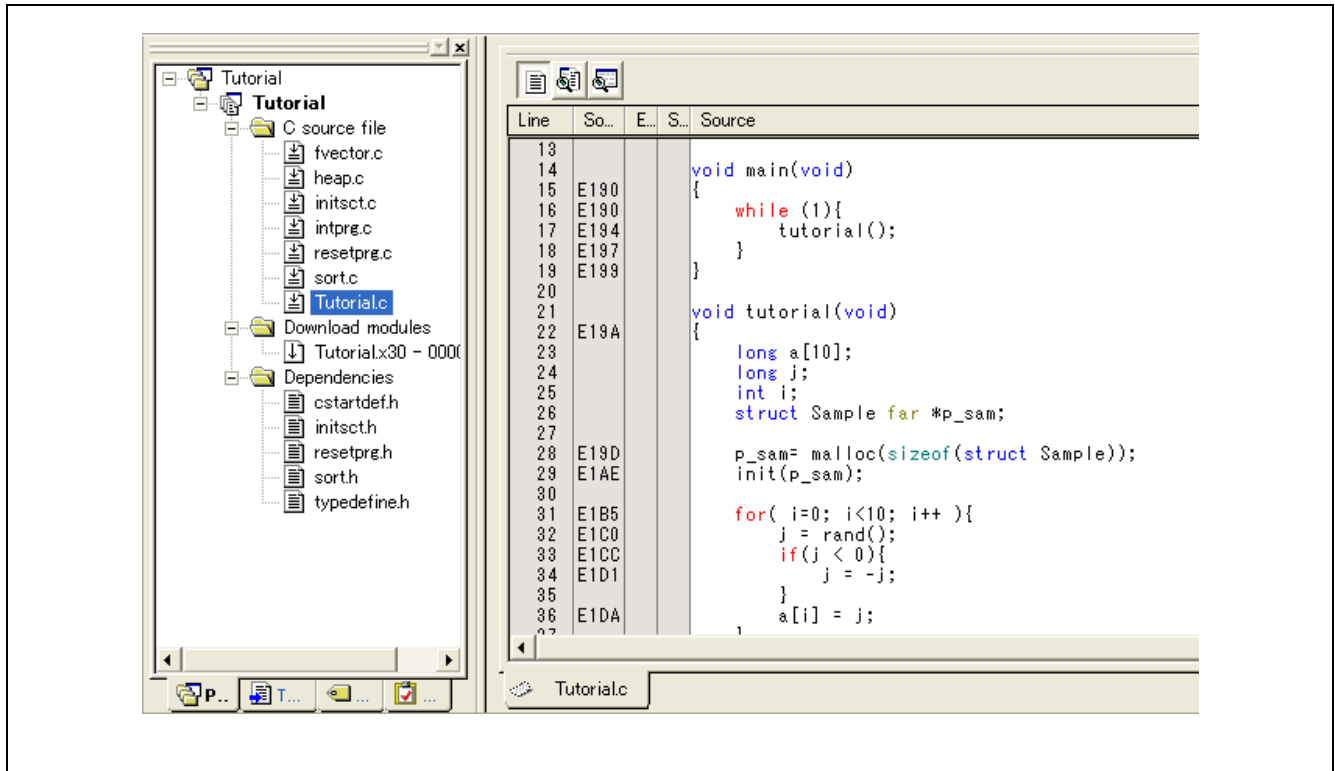 Tutorial
Tutorial
C source file
fvector.c
heap.c
initsct.c
intprg.c
resetprg.c
sort.c
Tutorial.c
Download modules
Tutorial.x30 - 000
Dependencies
cstartdef.h
initsct.h
resetprg.h
sort.h
typedefine.h
P..
T...
...
...
Line So... E... S... Source
13
14 void main(void)
15 E190 {
16 E190 while (1){
17 E194 tutorial();
18 E197 }
19 E199 }
20
21 void tutorial(void)
22 E19A {
23 long a[10];
24 long j;
25 int i;
26 struct Sample far *p_sam;
27
28 E19D p_sam= malloc(sizeof(struct Sample));
29 E1AE init(p_sam);
30
31 E1B5 for( i=0; i<10; i++ ){
32 E1C0 j = rand();
33 E1CC if(j < 0){
34 E1D1 j = -j;
35 }
36 E1DA a[i] = j;
Tutorial.c